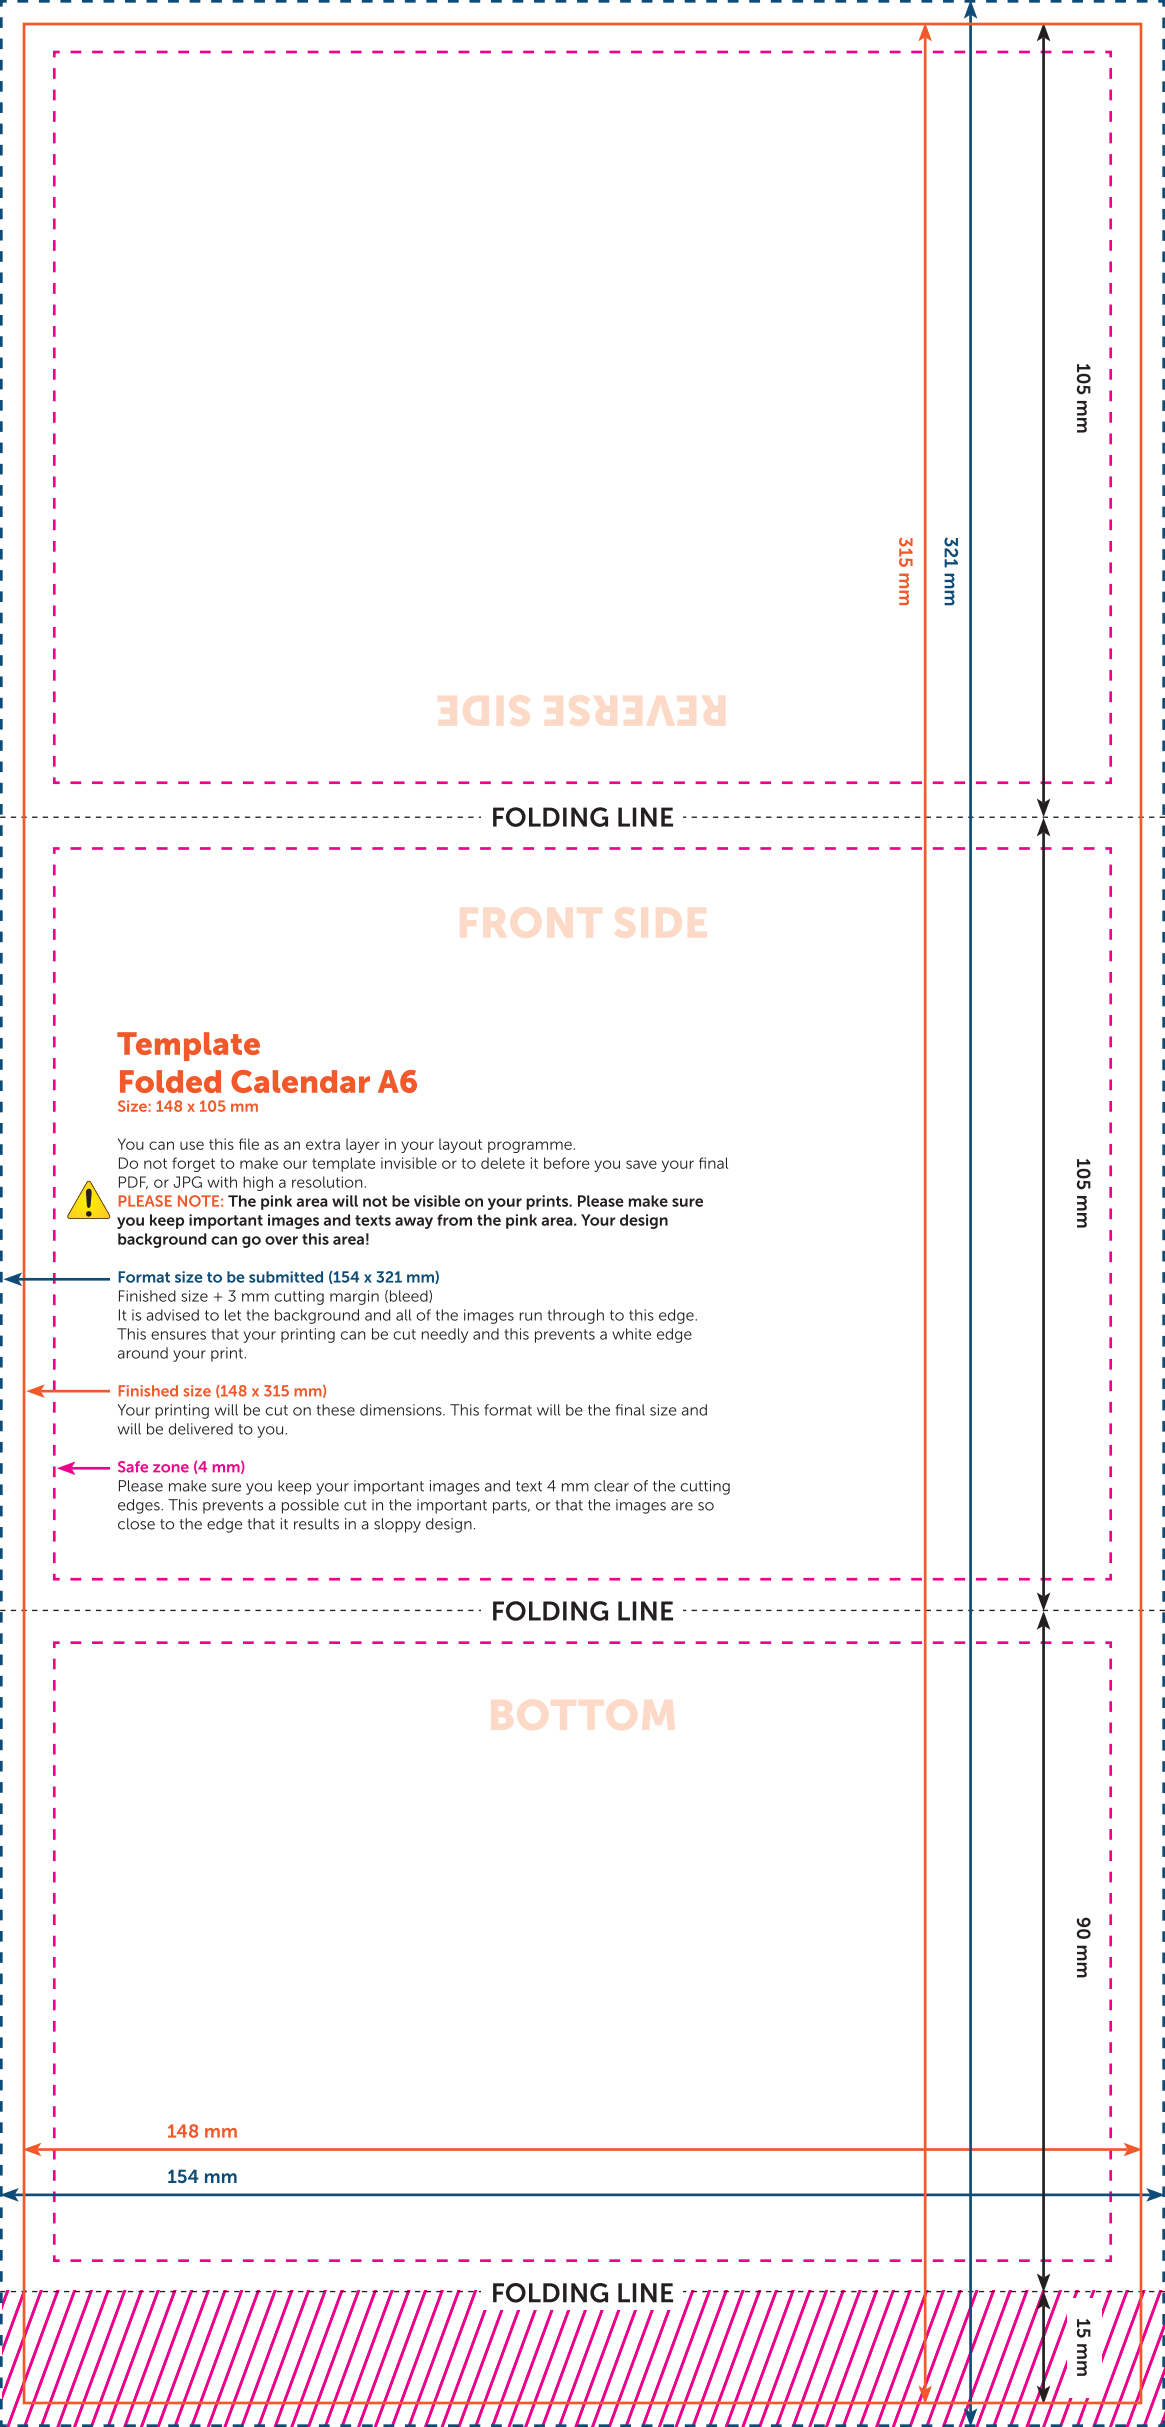 105 mm
315 mm
321 mm
REVERSE SIDE
FOLDING LINE
FRONT SIDE
Template
Folded Calendar A6
Size: 148 x 105 mm
You can use this file as an extra layer in your layout programme.
Do not forget to make our template invisible or to delete it before you save your final
PDF, or JPG with high a resolution.
PLEASE NOTE: The pink area will not be visible on your prints. Please make sure
you keep important images and texts away from the pink area. Your design
background can go over this area!
105 mm
Format size to be submitted (154 x 321 mm)
Finished size + 3 mm cutting margin (bleed)
It is advised to let the background and all of the images run through to this edge.
This ensures that your printing can be cut needly and this prevents a white edge
around your print.
Finished size (148 x 315 mm)
Your printing will be cut on these dimensions. This format will be the final size and
will be delivered to you.
Safe zone (4 mm)
Please make sure you keep your important images and text 4 mm clear of the cutting
edges. This prevents a possible cut in the important parts, or that the images are so
close to the edge that it results in a sloppy design.
FOLDING LINE
BOTTOM
90 mm
148 mm
154 mm
FOLDING LINE
15 mm